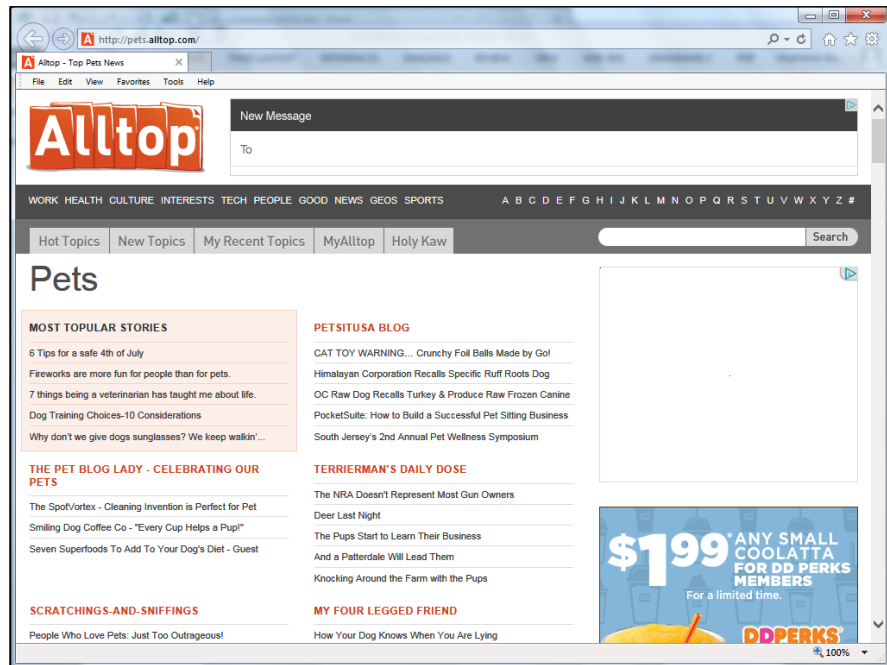 http://pets.alltop.com/
Alltop - Top Pets News
File Edit View Favorites Tools Help
Alltop
New Message
To
WORK HEALTH CULTURE INTERESTS TECH PEOPLE GOOD NEWS GEOS SPORTS
A B C D E F G H I J K L M N O P Q R S T U V W X Y Z #
Hot Topics New Topics My Recent Topics MyAlltop Holy Kaw
Search
Pets
MOST TOPULAR STORIES
6 Tips for a safe 4th of July
Fireworks are more fun for people than for pets.
7 things being a veterinarian has taught me about life.
Dog Training Choices-10 Considerations
Why don't we give dogs sunglasses? We keep walkin'...
PETSITUSA BLOG
CAT TOY WARNING... Crunchy Foil Balls Made by Go!
Himalayan Corporation Recalls Specific Ruff Roots Dog
OC Raw Dog Recalls Turkey & Produce Raw Frozen Canine
PocketSuite: How to Build a Successful Pet Sitting Business
South Jersey's 2nd Annual Pet Wellness Symposium
THE PET BLOG LADY - CELEBRATING OUR
PETS
The SpotVortex - Cleaning Invention is Perfect for Pet
Smiling Dog Coffee Co - "Every Cup Helps a Pup!"
Seven Superfoods To Add To Your Dog's Diet - Guest
TERRIERMAN'S DAILY DOSE
The NRA Doesn't Represent Most Gun Owners
Deer Last Night
The Pups Start to Learn Their Business
And a Patterdale Will Lead Them
Knocking Around the Farm with the Pups
SCRATCHINGS-AND-SNIFFINGS
People Who Love Pets: Just Too Outrageous!
MY FOUR LEGGED FRIEND
How Your Dog Knows When You Are Lying
$1.99* ANY SMALL
COOLATTA
FOR DD PERKS
MEMBERS
For a limited time.
DDPERKS
100%